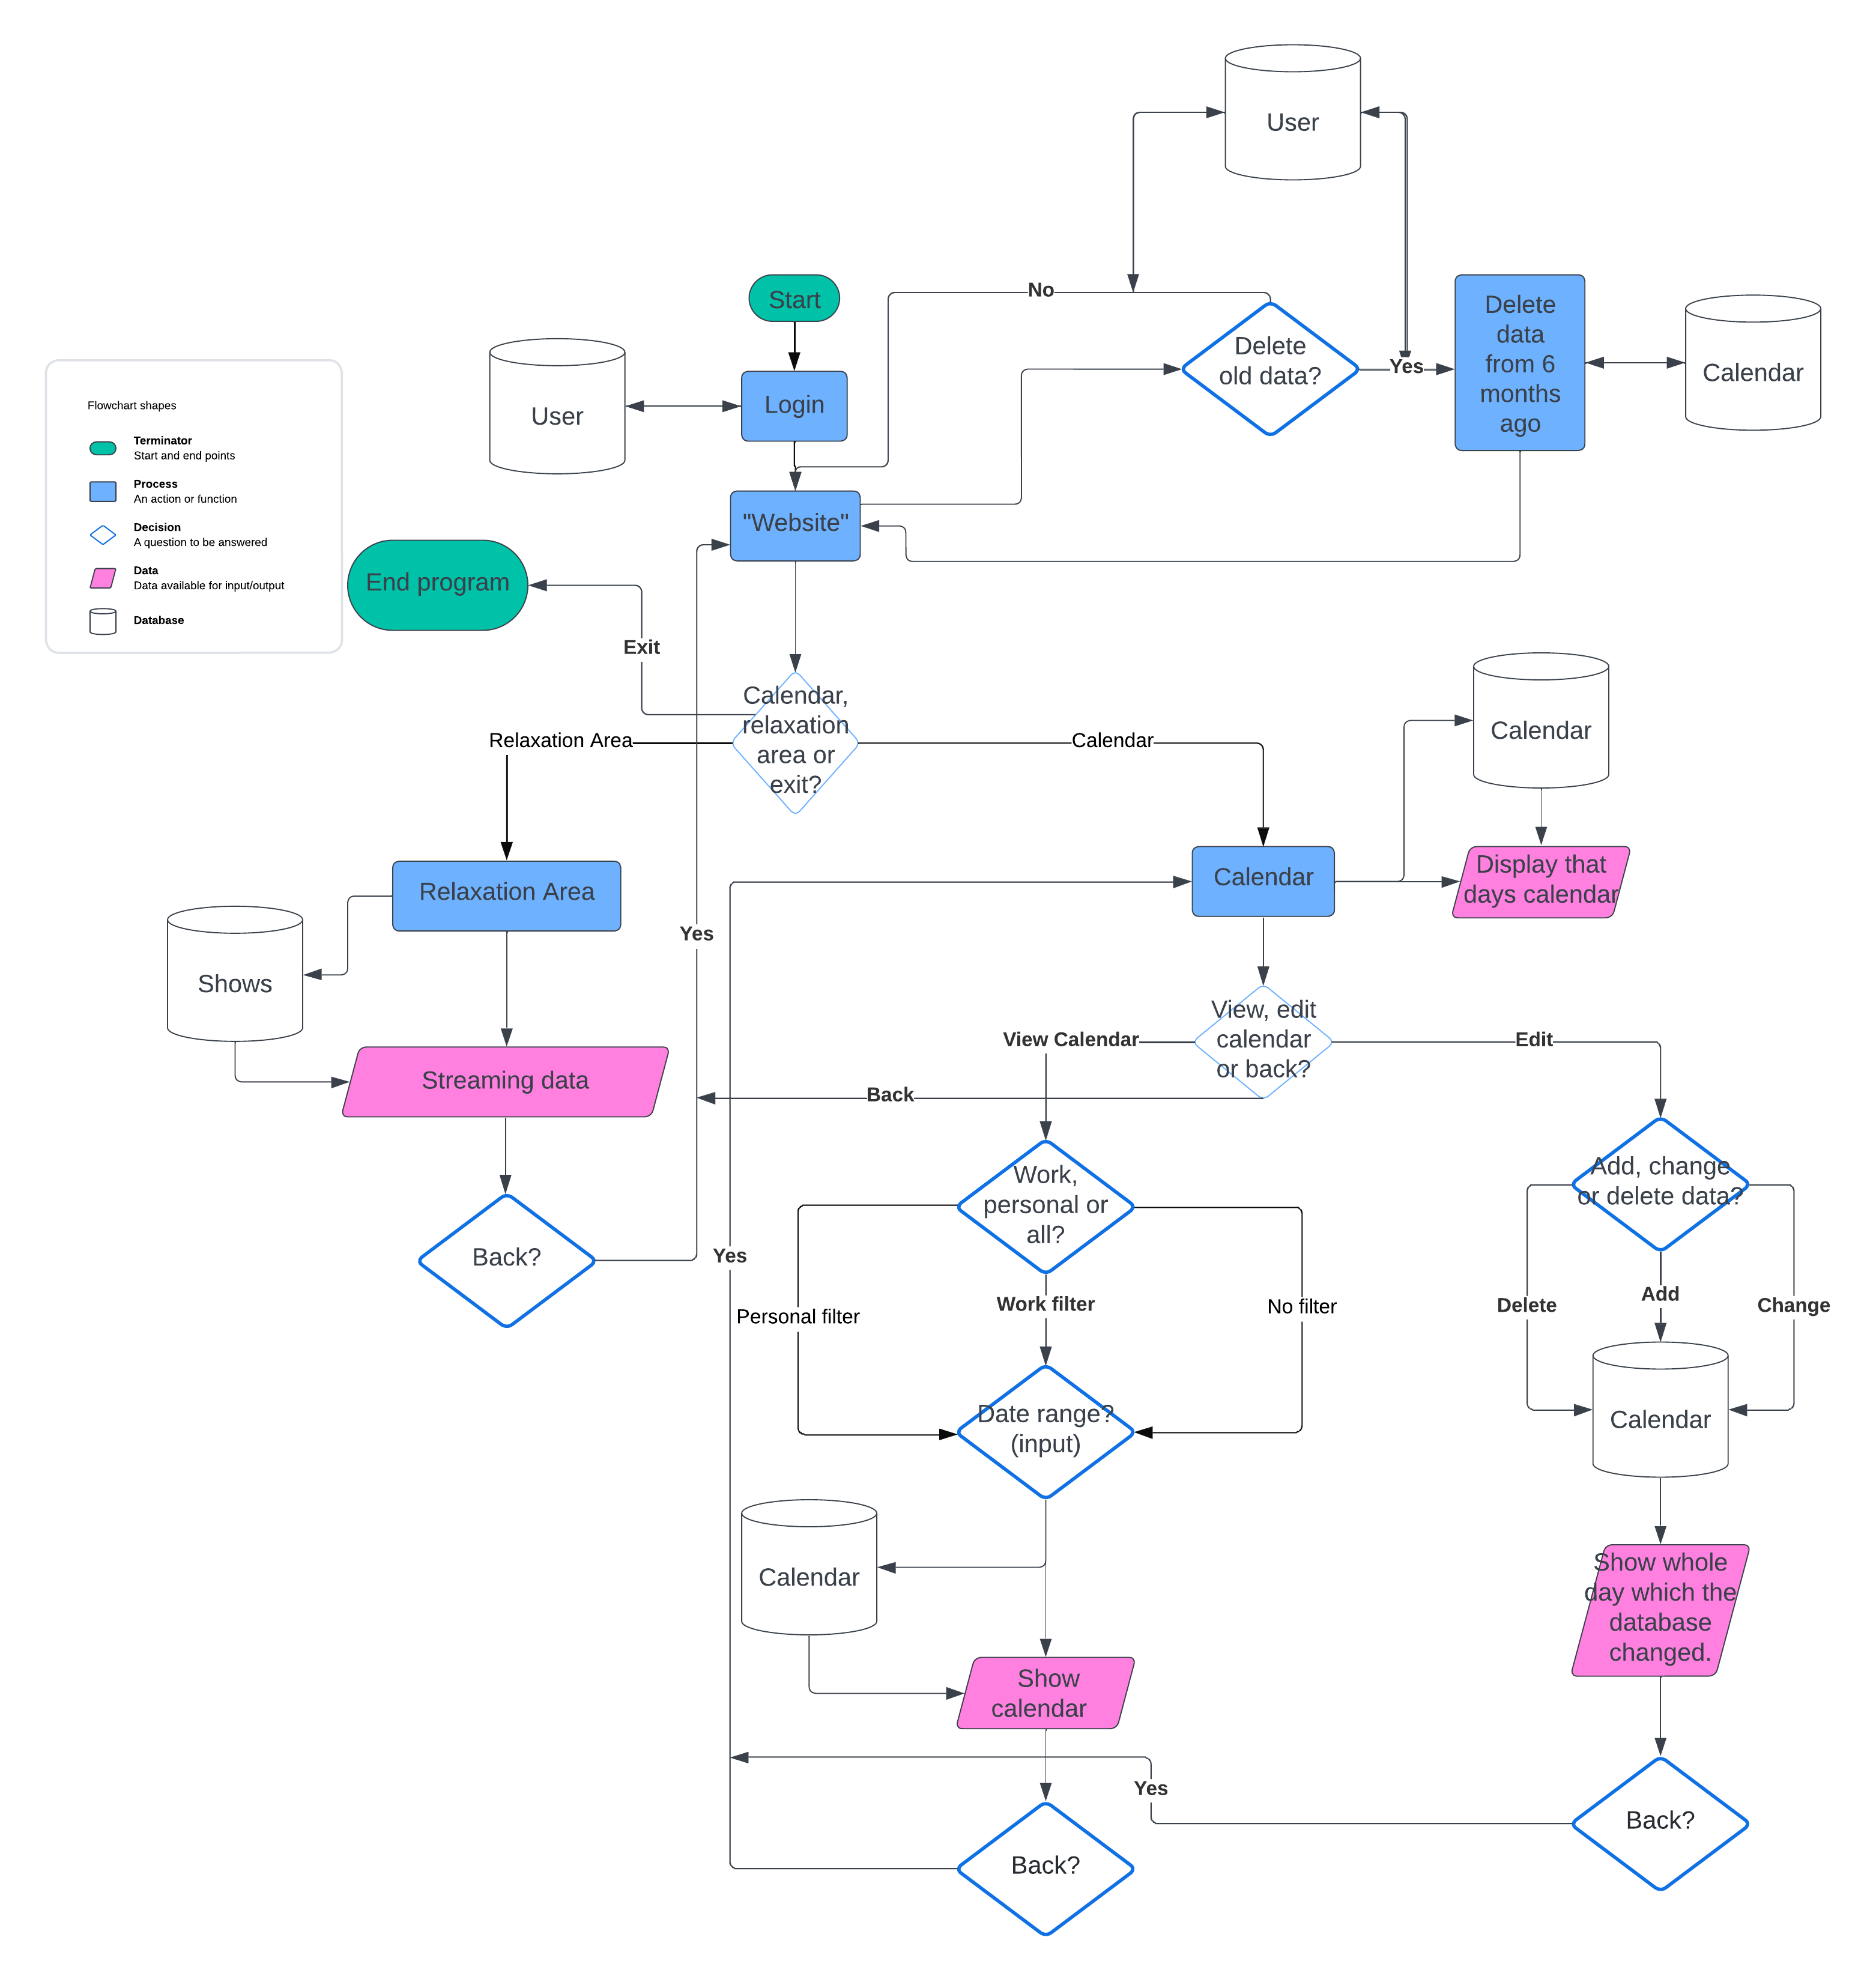 User
Start
No
Delete
old data?
Yes
Delete
data
from 6
months
ago
Calendar
User
Login
"Website"
Flowchart shapes
Terminator
Start and end points
Process
An action or function
Decision
A question to be answered
Data
Data available for input/output
Database
End program
Exit
Calendar,
relaxation
area or
exit?
Relaxation Area
Calendar
Calendar
Relaxation Area
Calendar
Display that
days calendar
Yes
Shows
Streaming data
View, edit
calendar
or back?
View Calendar
Edit
Back
Work,
personal or
all?
Add, change
or delete data?
Back?
Yes
Personal filter
Work filter
No filter
Delete
Add
Change
Date range?
(input)
Calendar
Calendar
Show whole
day which the
database
changed.
Show
calendar
Yes
Back?
Back?